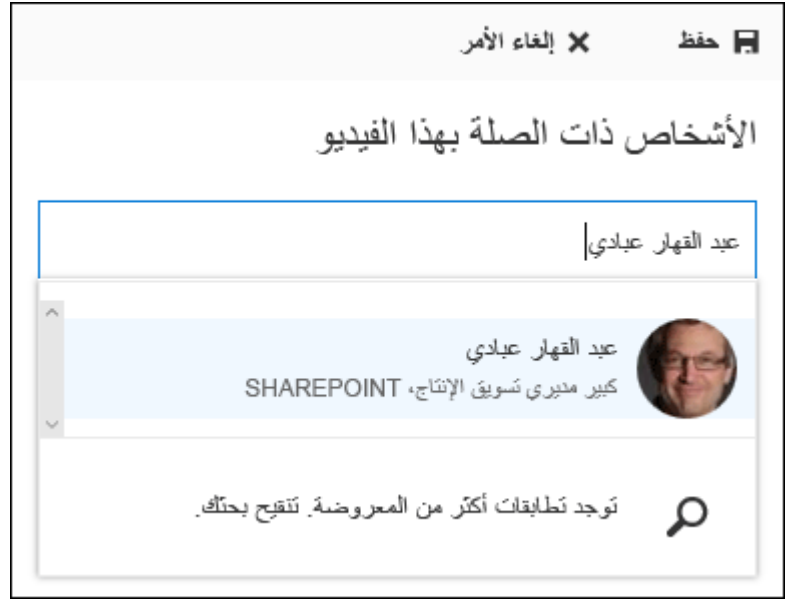 حفظ
إلغاء الأمر
الأشخاص ذات الصلة بهذا الفيديو
عبد القهار عبادي
عبد القهار عبادي
كبير مديري تسويق الإنتاج، SHAREPOINT
توجد تطابقات أكثر من المعروضة. تنقيح بحثك.